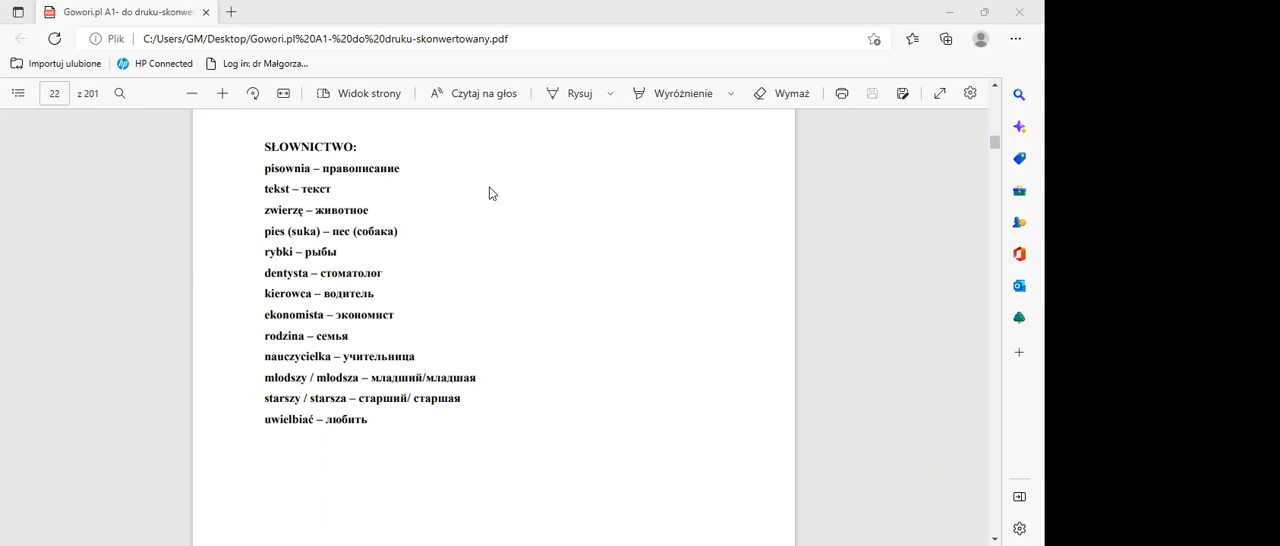 Gowori.pl A1- do druku-skonwer
Plik
C:/Users/GM/Desktop/Gowori.pl%20A1-%20do%20druku-skonwertowany.pdf
Importuj ulubione
HP Connected
Log in: dr Małgorza...
22 z 201
Widok strony
Czytaj na głos
Rysuj
Wyróżnienie
Wymaż
SŁOWNICTWO:
pisownia – правописание
tekst – текст
zwierzę – животное
pies (suka) – пес (собака)
rybki – рыбы
dentysta – стоматолог
kierowca – водитель
ekonomista – экономист
rodzina – семья
nauczycielka – учительница
młodszy / młodsza – младший/младшая
starszy / starsza – старший/ старшая
uwielbiać – любить